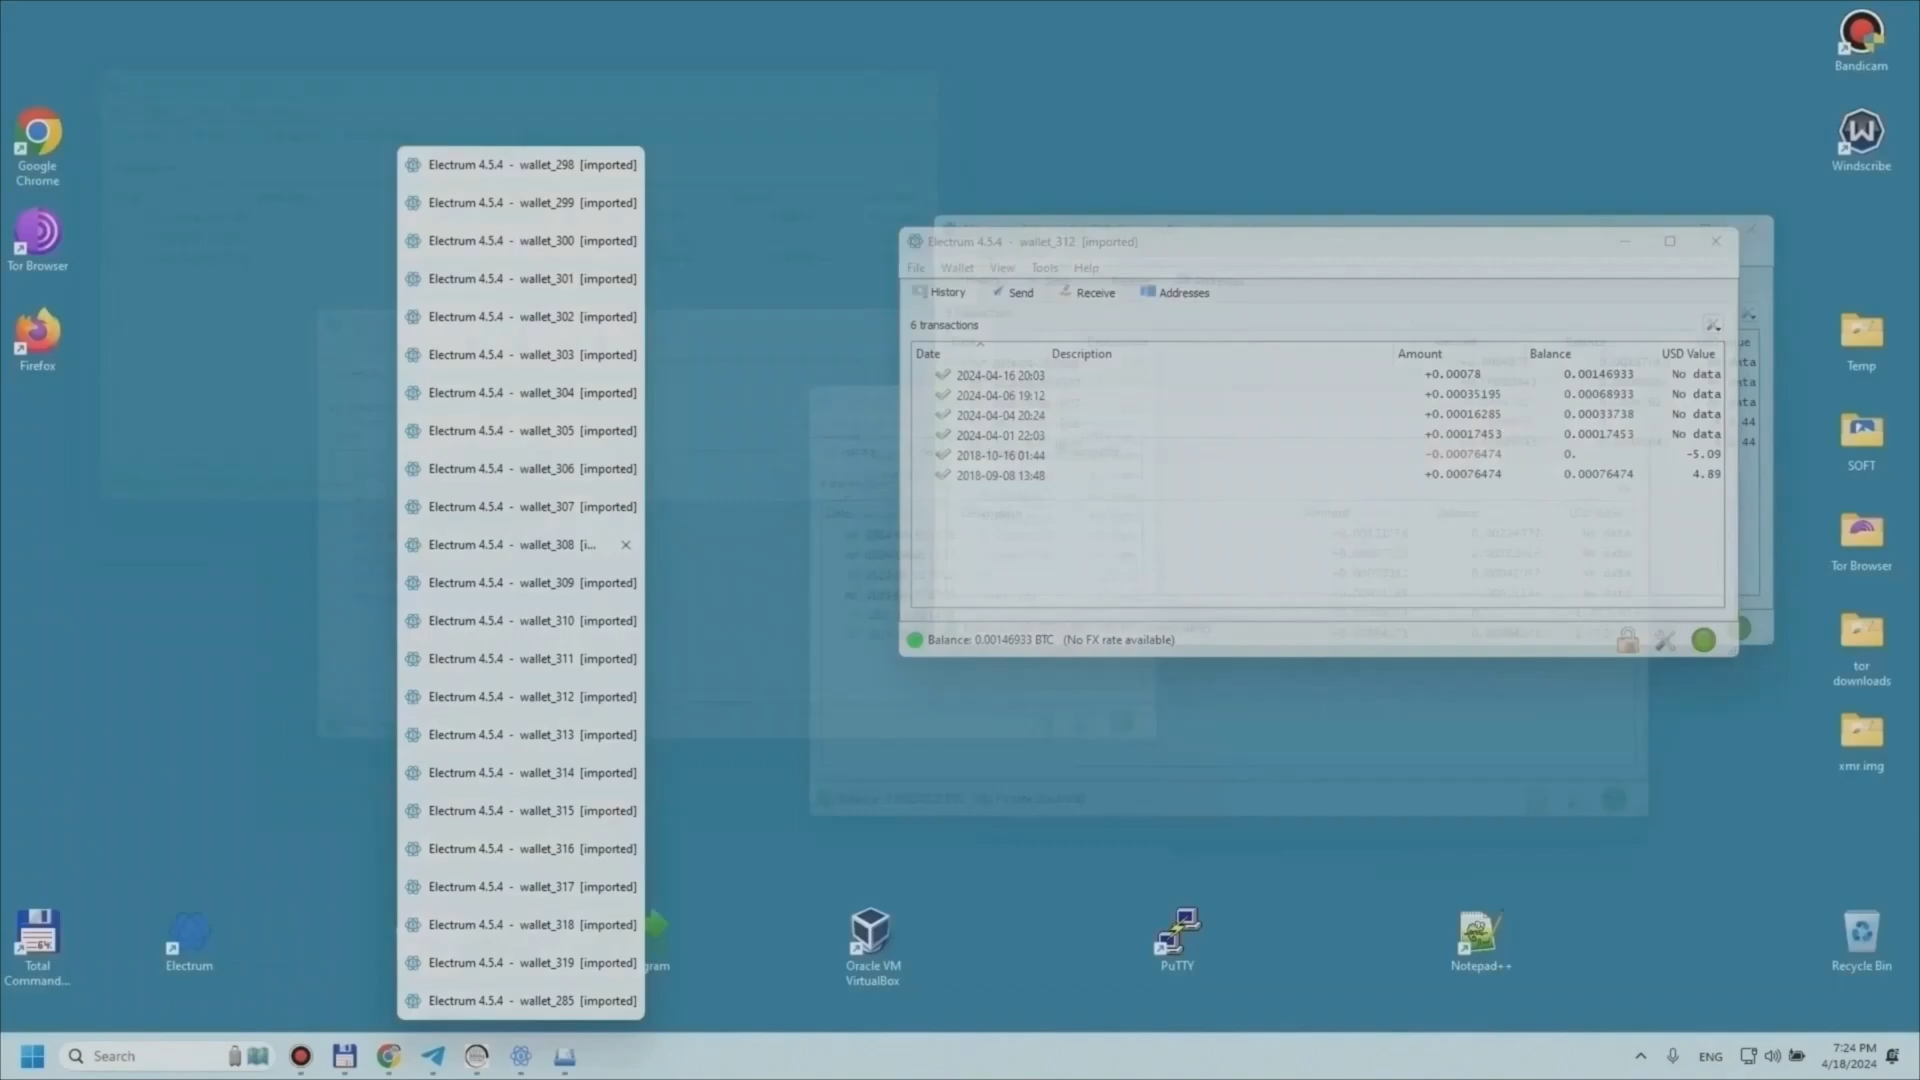 Bandicam
Google
Chrome
Windscribe
Tor Browser
Firefox
Temp
SOFT
Tor Browser
tor
downloads
xmr img
Electrum 4.5.4 - wallet_298 [imported]
Electrum 4.5.4 - wallet_299 [imported]
Electrum 4.5.4 - wallet_300 [imported]
Electrum 4.5.4 - wallet_301 [imported]
Electrum 4.5.4 - wallet_302 [imported]
Electrum 4.5.4 - wallet_303 [imported]
Electrum 4.5.4 - wallet_304 [imported]
Electrum 4.5.4 - wallet_305 [imported]
Electrum 4.5.4 - wallet_306 [imported]
Electrum 4.5.4 - wallet_307 [imported]
Electrum 4.5.4 - wallet_308 [i...
Electrum 4.5.4 - wallet_309 [imported]
Electrum 4.5.4 - wallet_310 [imported]
Electrum 4.5.4 - wallet_311 [imported]
Electrum 4.5.4 - wallet_312 [imported]
Electrum 4.5.4 - wallet_313 [imported]
Electrum 4.5.4 - wallet_314 [imported]
Electrum 4.5.4 - wallet_315 [imported]
Electrum 4.5.4 - wallet_316 [imported]
Electrum 4.5.4 - wallet_317 [imported]
Electrum 4.5.4 - wallet_318 [imported]
Electrum 4.5.4 - wallet_319 [imported]
Electrum 4.5.4 - wallet_285 [imported]
Electrum 4.5.4 - wallet_312 [imported]
File Wallet View Tools Help
History Send Receive Addresses
6 transactions
Date Description Amount Balance USD Value
2024-04-16 20:03 +0.00078 0.00146933 No data
2024-04-06 19:12 +0.00035195 0.00068933 No data
2024-04-04 20:24 +0.00016285 0.00033738 No data
2024-04-01 22:03 +0.00017453 0.00017453 No data
2018-10-16 01:44 -0.00076474 0. -5.09
2018-09-08 13:48 +0.00076474 0.00076474 4.89
Balance: 0.00146933 BTC (No FX rate available)
ue
ata
ata
ata
44
44
Total
Command...
Electrum
gram
Oracle VM
VirtualBox
PuTTY
Notepad++
Recycle Bin
Search
ENG
7:24 PM
4/18/2024